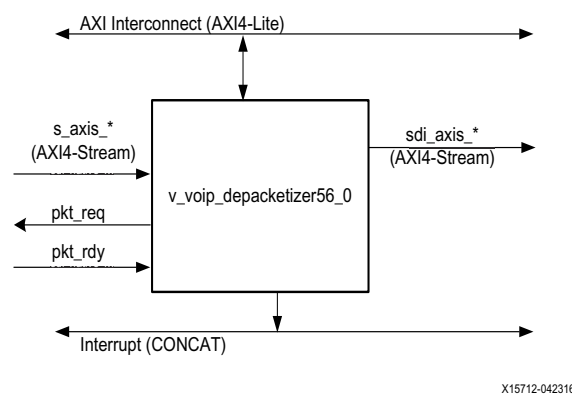 AXI Interconnect (AXI4-Lite)
s_axis_*
(AXI4-Stream)
sdi_axis_*
(AXI4-Stream)
v_voip_depacketizer56_0
pkt_req
pkt_rdy
Interrupt (CONCAT)
X15712-042316